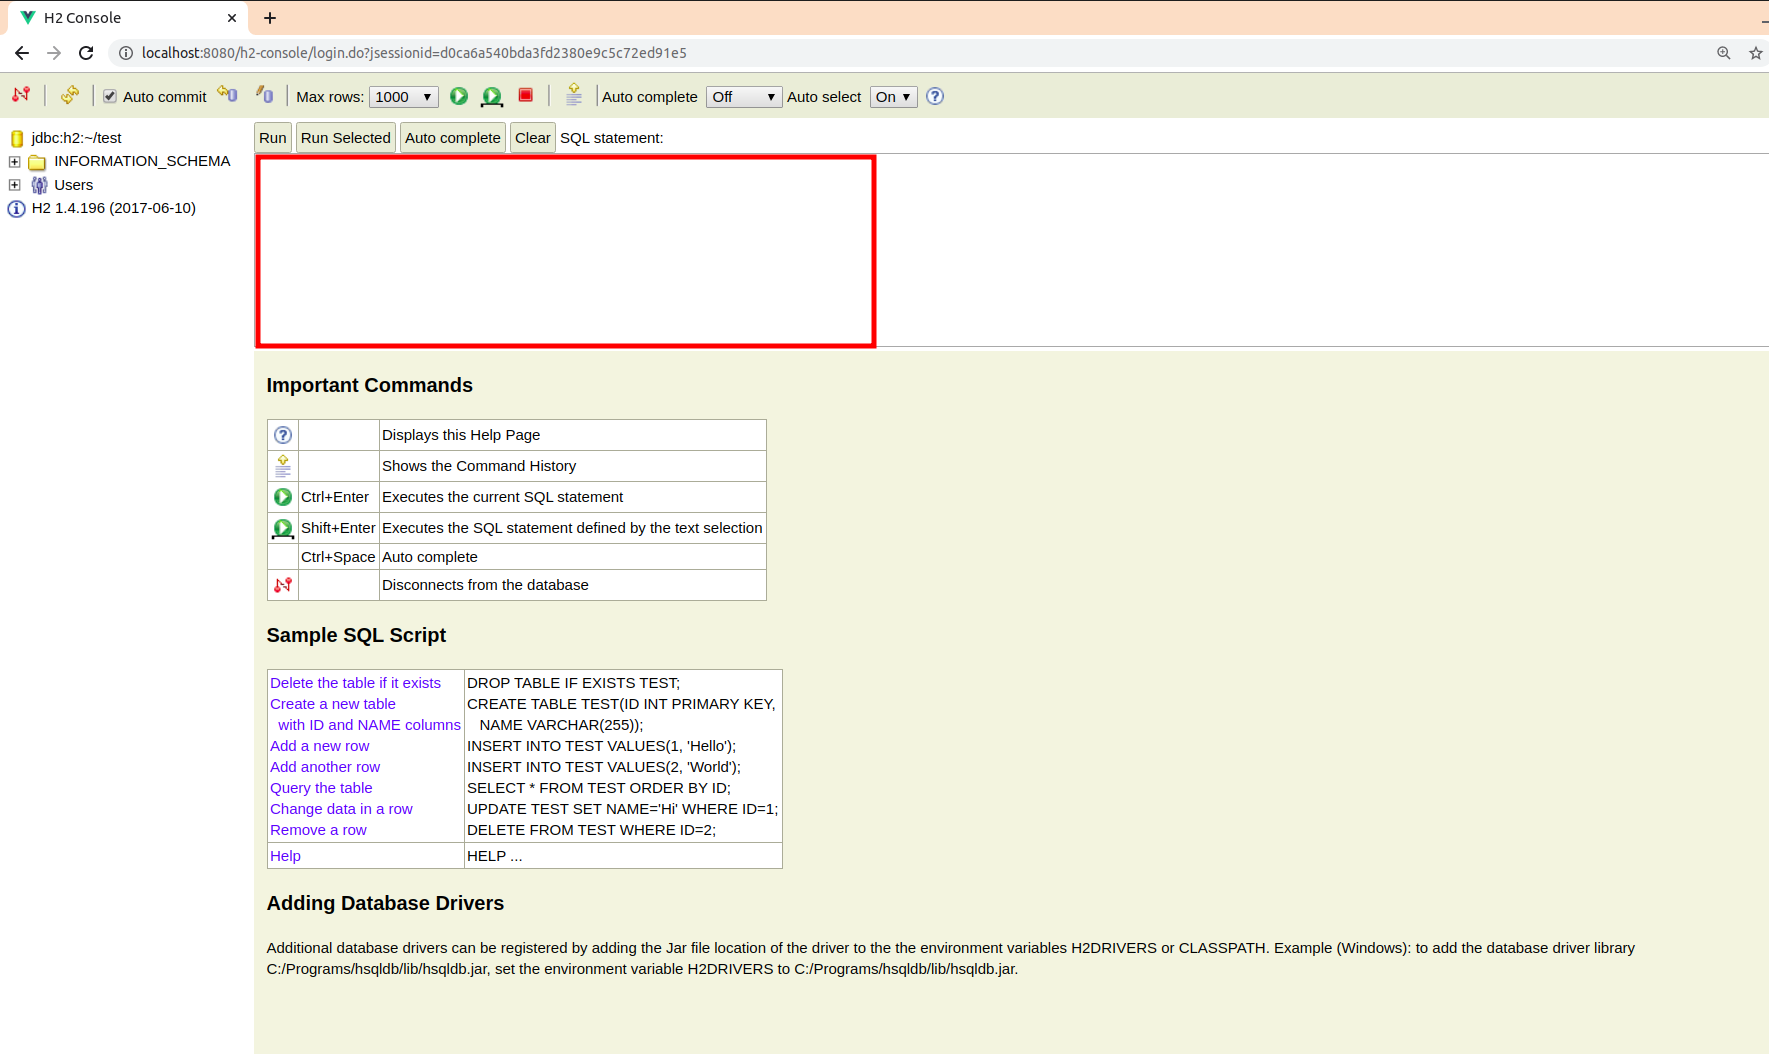 H2 Console
localhost:8080/h2-console/login.do?jsessionid=d0ca6a540bda3fd2380e9c5c72ed91e5
Auto commit Max rows: 1000 Auto complete Off Auto select On
jdbc:h2:~/test
INFORMATION_SCHEMA
Users
H2 1.4.196 (2017-06-10)
Run Run Selected Auto complete Clear SQL statement:
Important Commands
Displays this Help Page
Shows the Command History
Ctrl+Enter Executes the current SQL statement
Shift+Enter Executes the SQL statement defined by the text selection
Ctrl+Space Auto complete
Disconnects from the database
Sample SQL Script
Delete the table if it exists DROP TABLE IF EXISTS TEST;
Create a new table CREATE TABLE TEST(ID INT PRIMARY KEY,
with ID and NAME columns NAME VARCHAR(255));
Add a new row INSERT INTO TEST VALUES(1, 'Hello');
Add another row INSERT INTO TEST VALUES(2, 'World');
Query the table SELECT * FROM TEST ORDER BY ID;
Change data in a row UPDATE TEST SET NAME='Hi' WHERE ID=1;
Remove a row DELETE FROM TEST WHERE ID=2;
Help HELP ...
Adding Database Drivers
Additional database drivers can be registered by adding the Jar file location of the driver to the the environment variables H2DRIVERS or CLASSPATH. Example (Windows): to add the database driver library
C:/Programs/hsqldb/lib/hsqldb.jar, set the environment variable H2DRIVERS to C:/Programs/hsqldb/lib/hsqldb.jar.